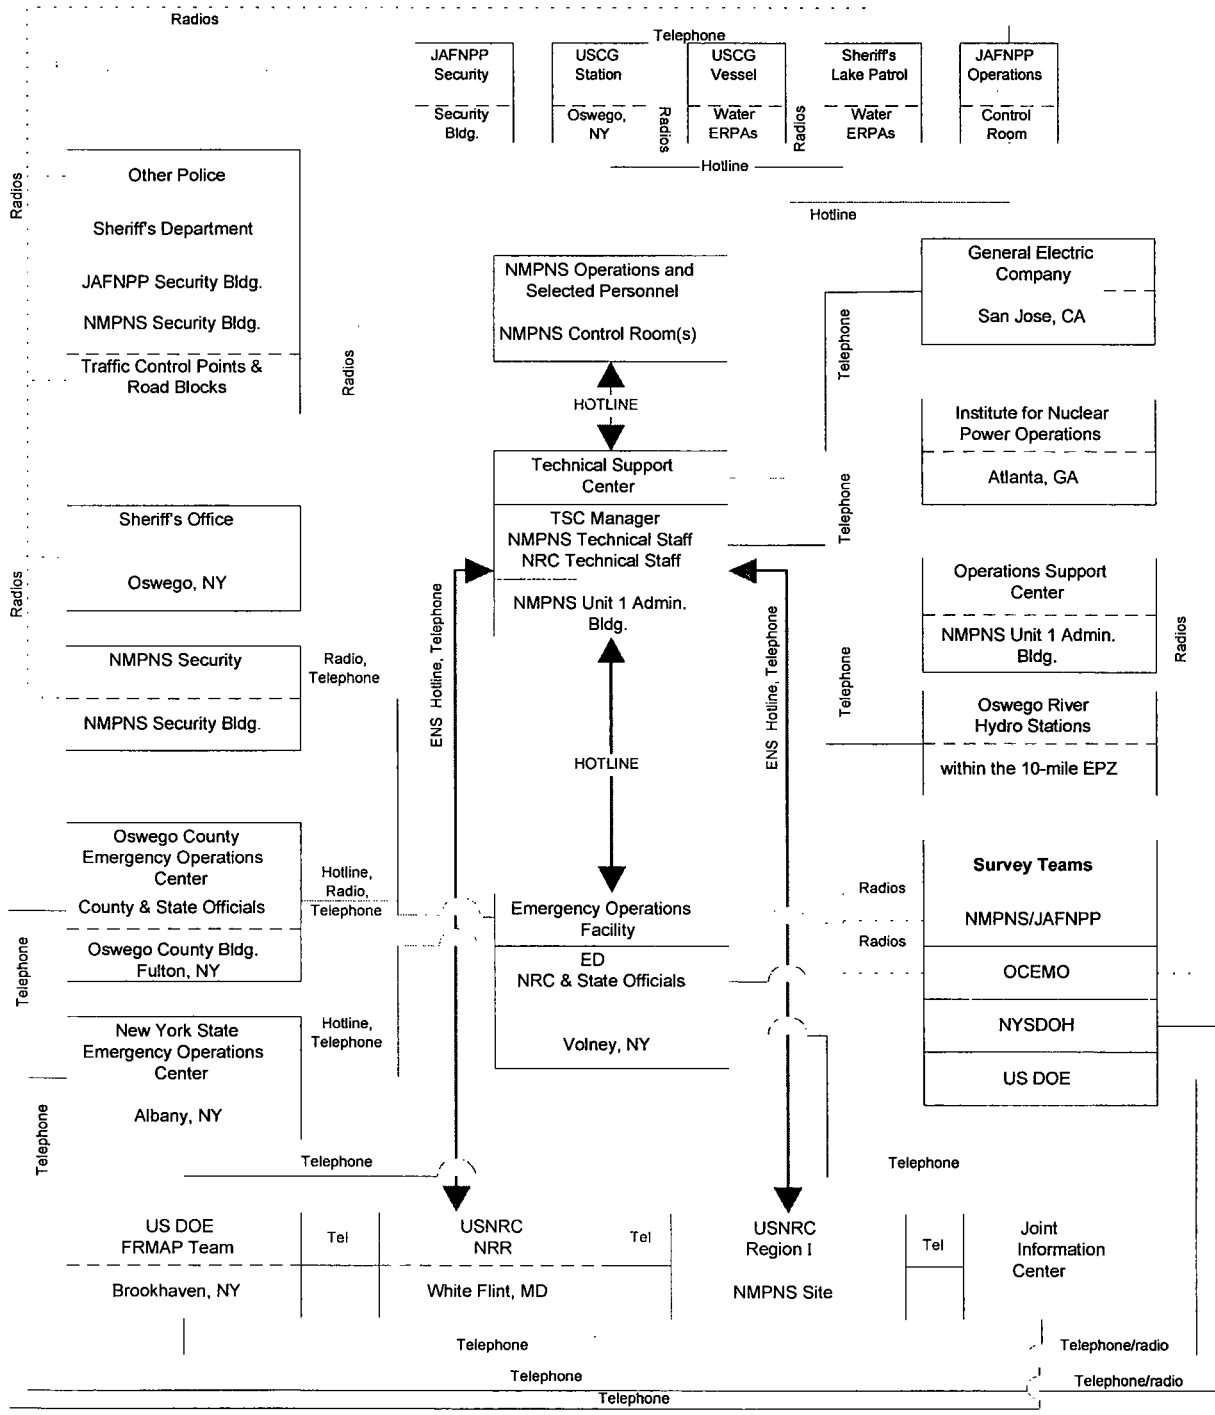 Radios
Telephone
JAFNPP
Security
Security
Bldg.
USCG
Station
Oswego,
NY
Radios
USCG
Vessel
Water
ERPAs
Radios
Sheriff's
Lake Patrol
Water
ERPAs
JAFNPP
Operations
Control
Room
Hotline
Hotline
Radios
Other Police
Sheriff's Department
JAFNPP Security Bldg.
NMPNS Security Bldg.
Traffic Control Points &
Road Blocks
Radios
NMPNS Operations and
Selected Personnel
NMPNS Control Room(s)
HOTLINE
General Electric
Company
San Jose, CA
Telephone
Institute for Nuclear
Power Operations
Atlanta, GA
Telephone
Technical Support
Center
TSC Manager
NMPNS Technical Staff
NRC Technical Staff
NMPNS Unit 1 Admin.
Bldg.
Sheriff's Office
Oswego, NY
Radios
NMPNS Security
NMPNS Security Bldg.
Radio,
Telephone
ENS Hotline, Telephone
HOTLINE
ENS Hotline, Telephone
Operations Support
Center
NMPNS Unit 1 Admin.
Bldg.
Radios
Telephone
Oswego River
Hydro Stations
within the 10-mile EPZ
Oswego County
Emergency Operations
Center
County & State Officials
Oswego County Bldg.
Fulton, NY
Hotline,
Radio,
Telephone
Telephone
Emergency Operations
Facility
ED
NRC & State Officials
Volney, NY
Radios
Radios
Survey Teams
NMPNS/JAFNPP
OCEMO
NYSDOH
US DOE
New York State
Emergency Operations
Center
Albany, NY
Hotline,
Telephone
Telephone
Telephone
Telephone
US DOE
FRMAP Team
Brookhaven, NY
Tel
USNRC
NRR
White Flint, MD
Tel
USNRC
Region I
NMPNS Site
Tel
Joint
Information
Center
Telephone
Telephone/radio
Telephone
Telephone/radio
Telephone